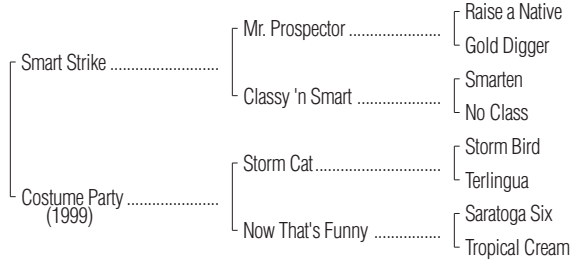 Raise a Native
Mr. Prospector ....................
Gold Digger
Smart Strike ........................
Smarten
Classy 'n Smart ..................
No Class
Storm Bird
Storm Cat...........................
Terlingua
Costume Party ....................
(1999)
Saratoga Six
Now That's Funny ...............
Tropical Cream